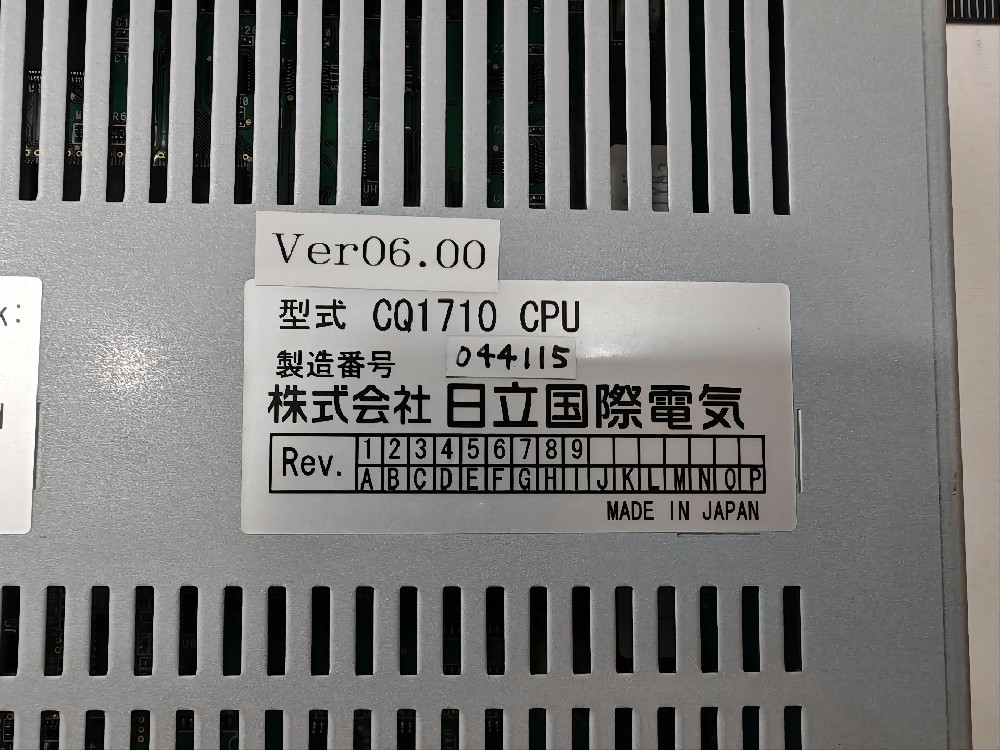 Ver06.00
型式 CQ1710 CPU
製造番号 044115
株式会社 日立国際電気
Rev. 1 2 3 4 5 6 7 8 9
A B C D E F G H I J K L M N O P
MADE IN JAPAN
k: